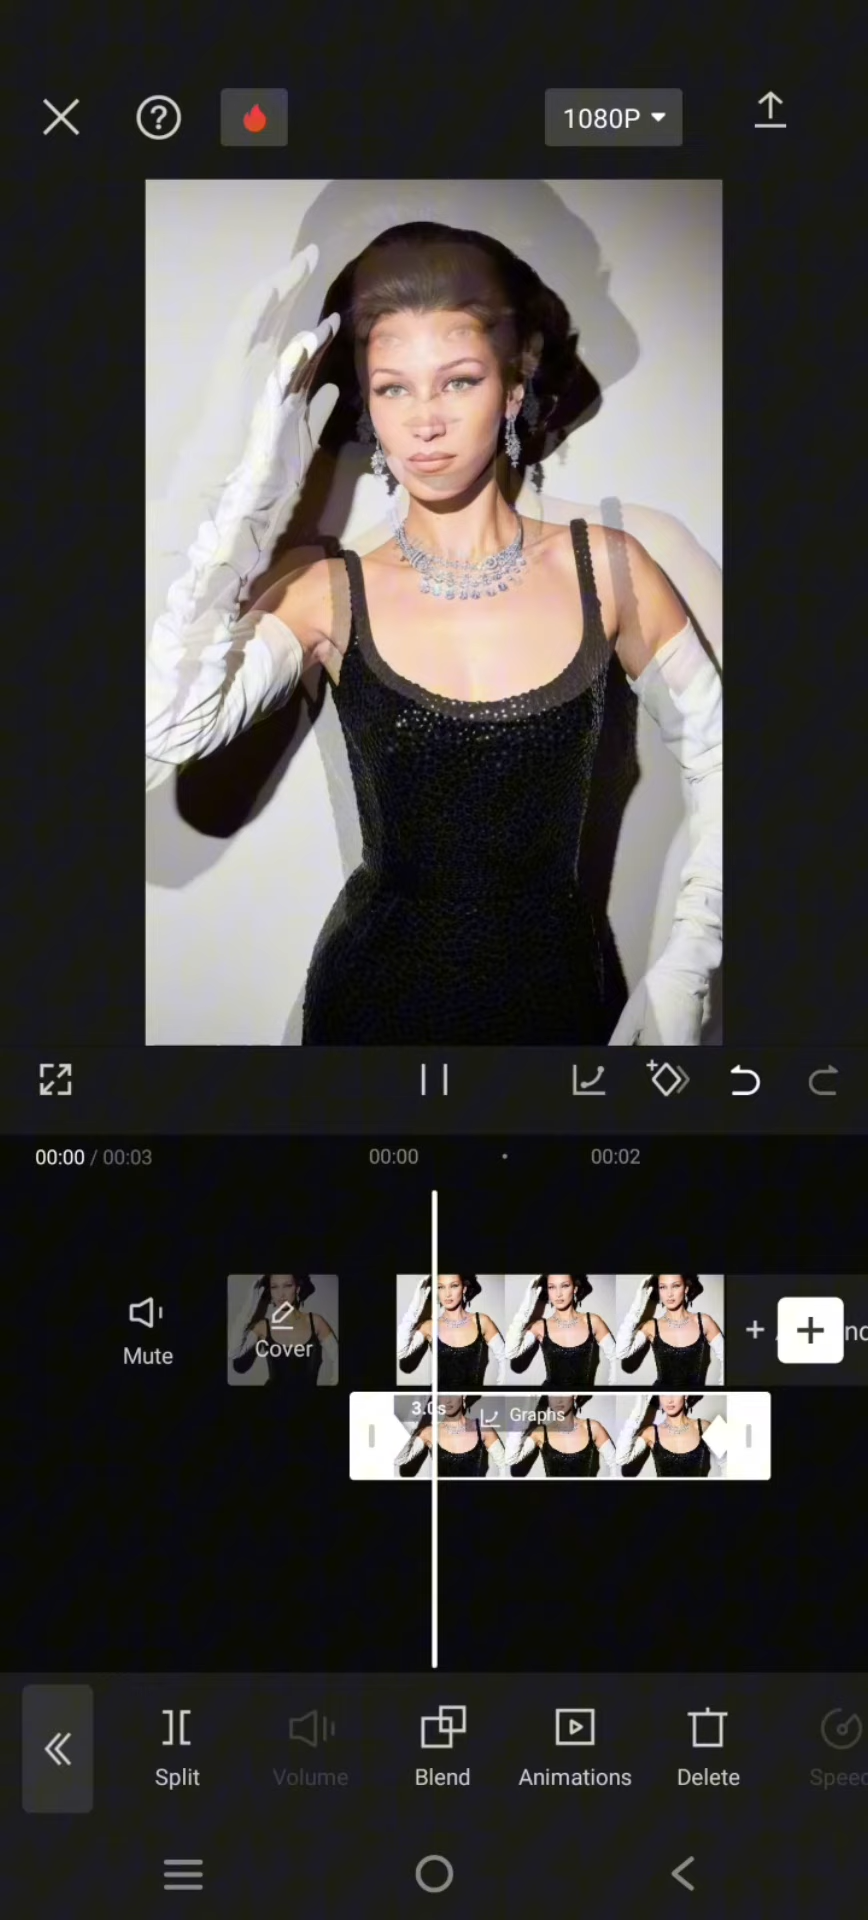 1080P
00:00 / 00:03
00:00
00:02
Mute
Cover
3.0s
Graphs
Split
Volume
Blend
Animations
Delete